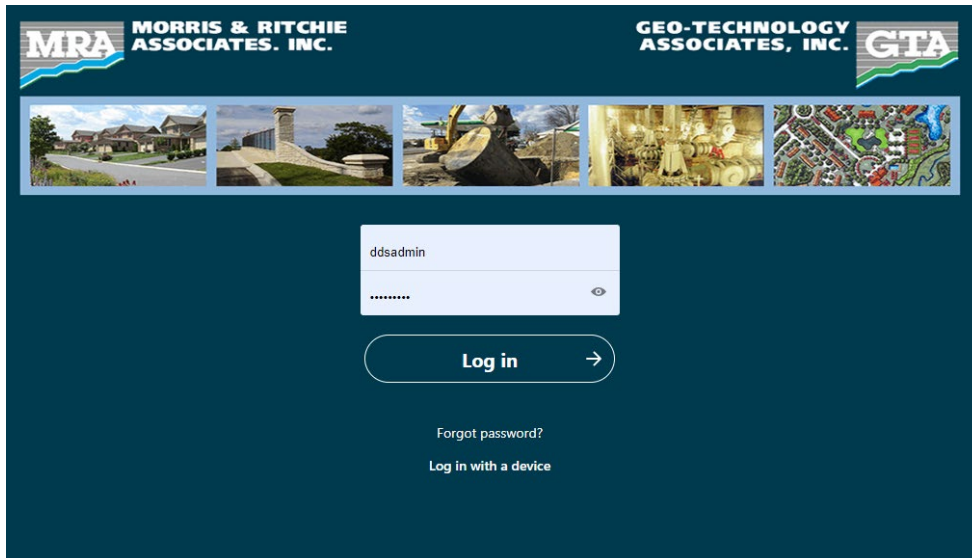 MRA
MORRIS & RITCHIE
ASSOCIATES. INC.
GEO-TECHNOLOGY
ASSOCIATES, INC.
GTA
ddsadmin
•••••••••
Log in
Forgot password?
Log in with a device